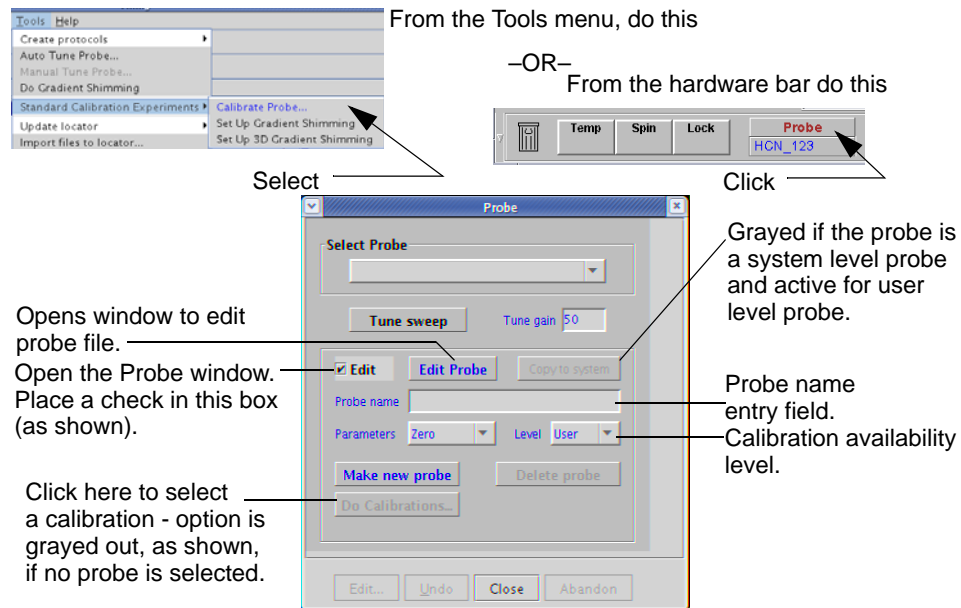 Tools Help
Create protocols
Auto Tune Probe...
Manual Tune Probe...
Do Gradient Shimming
Standard Calibration Experiments
Update locator
Import files to locator...
Calibrate Probe...
Set Up Gradient Shimming
Set Up 3D Gradient Shimming
From the Tools menu, do this
–OR–
From the hardware bar do this
Temp Spin Lock Probe
HCN_123
Select
Click
Probe
Select Probe
Tune sweep Tune gain 50
Edit Edit Probe Copy to system
Probe name
Parameters Zero Level User
Make new probe Delete probe
Do Calibrations...
Edit... Undo Close Abandon
Grayed if the probe is
a system level probe
and active for user
level probe.
Opens window to edit
probe file.
Open the Probe window.
Place a check in this box
(as shown).
Probe name
entry field.
Calibration availability
level.
Click here to select
a calibration - option is
grayed out, as shown,
if no probe is selected.